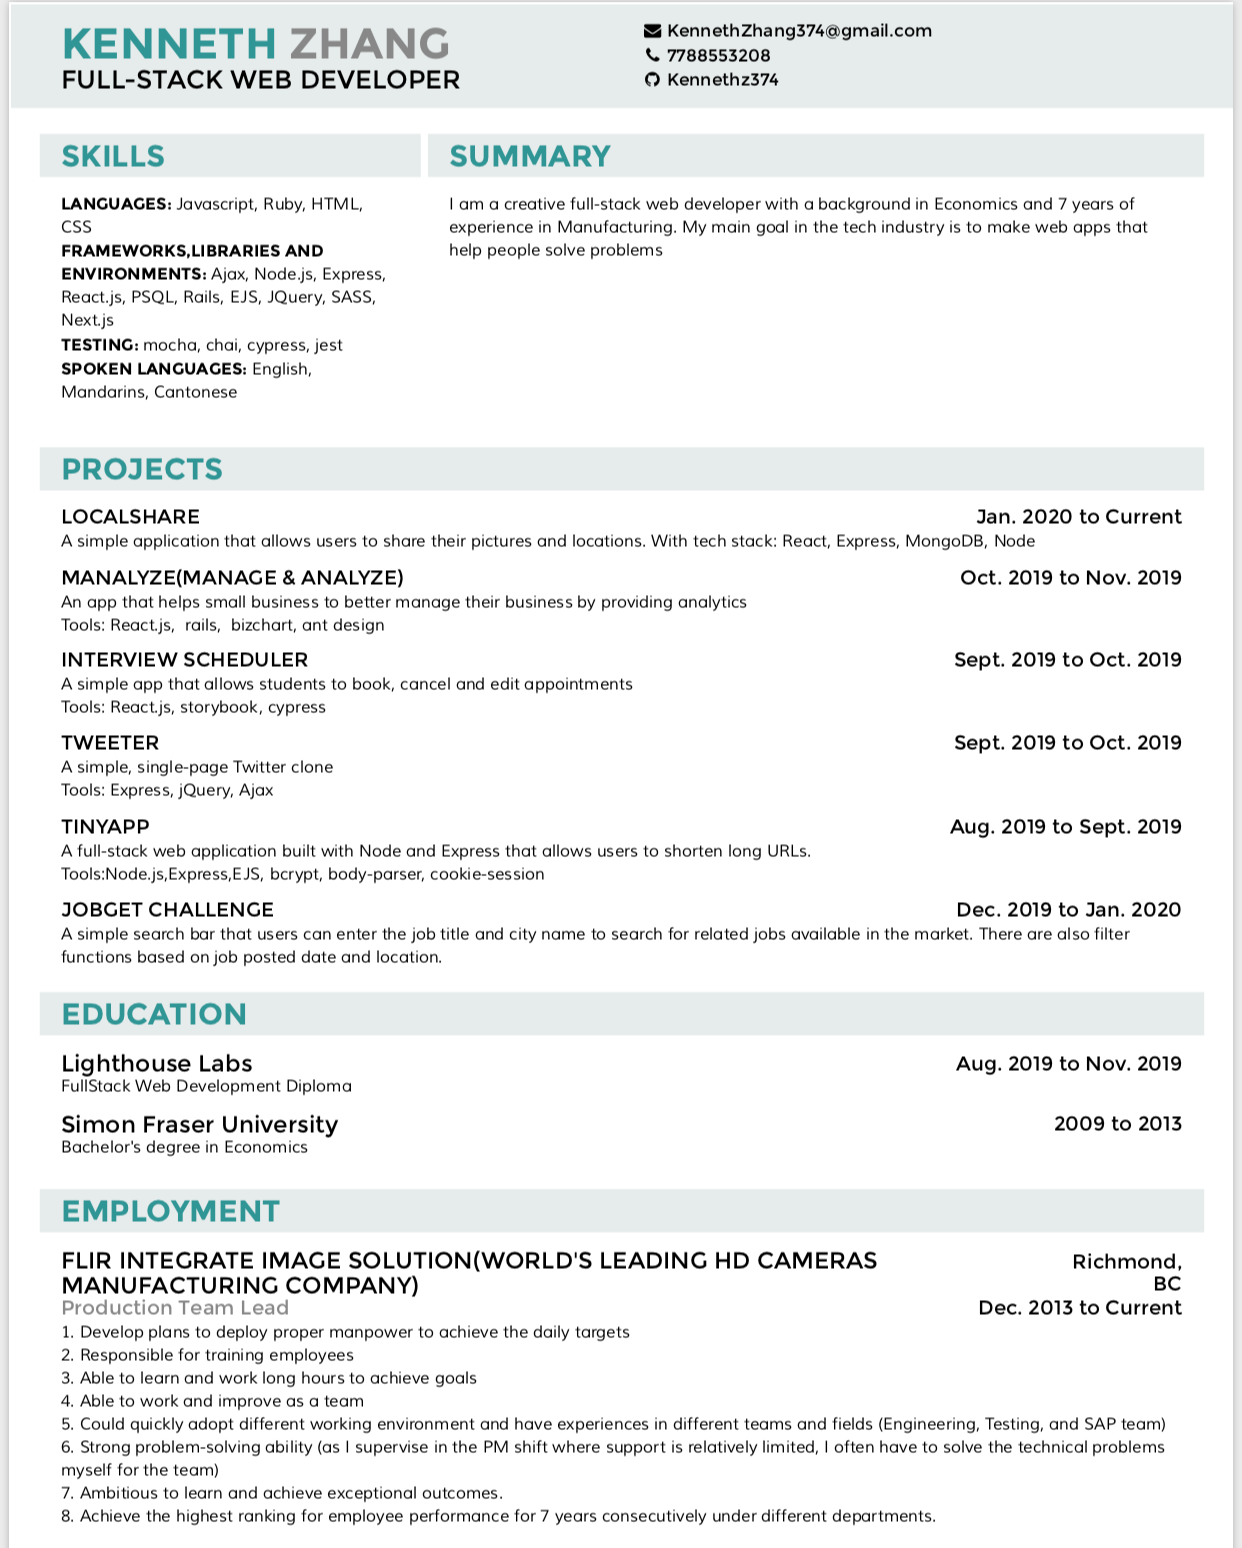 KENNETH ZHANG
FULL-STACK WEB DEVELOPER
KennethZhang374@gmail.com
7788553208
Kennethz374
SKILLS
LANGUAGES: Javascript, Ruby, HTML,
CSS
FRAMEWORKS,LIBRARIES AND
ENVIRONMENTS: Ajax, Node.js, Express,
React.js, PSQL, Rails, EJS, JQuery, SASS,
Next.js
TESTING: mocha, chai, cypress, jest
SPOKEN LANGUAGES: English,
Mandarins, Cantonese
SUMMARY
I am a creative full-stack web developer with a background in Economics and 7 years of
experience in Manufacturing. My main goal in the tech industry is to make web apps that
help people solve problems
PROJECTS
LOCALSHARE Jan. 2020 to Current
A simple application that allows users to share their pictures and locations. With tech stack: React, Express, MongoDB, Node
MANALYZE(MANAGE & ANALYZE) Oct. 2019 to Nov. 2019
An app that helps small business to better manage their business by providing analytics
Tools: React.js, rails, bizchart, ant design
INTERVIEW SCHEDULER Sept. 2019 to Oct. 2019
A simple app that allows students to book, cancel and edit appointments
Tools: React.js, storybook, cypress
TWEETER Sept. 2019 to Oct. 2019
A simple, single-page Twitter clone
Tools: Express, jQuery, Ajax
TINYAPP Aug. 2019 to Sept. 2019
A full-stack web application built with Node and Express that allows users to shorten long URLs.
Tools:Node.js,Express,EJS, bcrypt, body-parser, cookie-session
JOBGET CHALLENGE Dec. 2019 to Jan. 2020
A simple search bar that users can enter the job title and city name to search for related jobs available in the market. There are also filter
functions based on job posted date and location.
EDUCATION
Lighthouse Labs Aug. 2019 to Nov. 2019
FullStack Web Development Diploma
Simon Fraser University 2009 to 2013
Bachelor's degree in Economics
EMPLOYMENT
FLIR INTEGRATE IMAGE SOLUTION(WORLD'S LEADING HD CAMERAS Richmond,
MANUFACTURING COMPANY) BC
Production Team Lead Dec. 2013 to Current
1. Develop plans to deploy proper manpower to achieve the daily targets
2. Responsible for training employees
3. Able to learn and work long hours to achieve goals
4. Able to work and improve as a team
5. Could quickly adopt different working environment and have experiences in different teams and fields (Engineering, Testing, and SAP team)
6. Strong problem-solving ability (as I supervise in the PM shift where support is relatively limited, I often have to solve the technical problems
myself for the team)
7. Ambitious to learn and achieve exceptional outcomes.
8. Achieve the highest ranking for employee performance for 7 years consecutively under different departments.